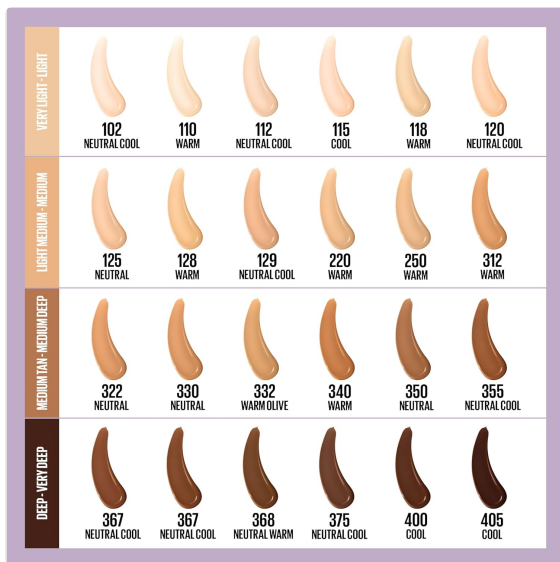 VERY LIGHT - LIGHT
102
NEUTRAL COOL
110
WARM
112
NEUTRAL COOL
115
COOL
118
WARM
120
NEUTRAL COOL
LIGHT MEDIUM - MEDIUM
125
NEUTRAL
128
WARM
129
NEUTRAL COOL
220
WARM
250
WARM
312
WARM
MEDIUM TAN - MEDIUM DEEP
322
NEUTRAL
330
NEUTRAL
332
WARM OLIVE
340
WARM
350
NEUTRAL
355
NEUTRAL COOL
DEEP - VERY DEEP
367
NEUTRAL COOL
367
NEUTRAL COOL
368
NEUTRAL WARM
375
NEUTRAL COOL
400
COOL
405
COOL